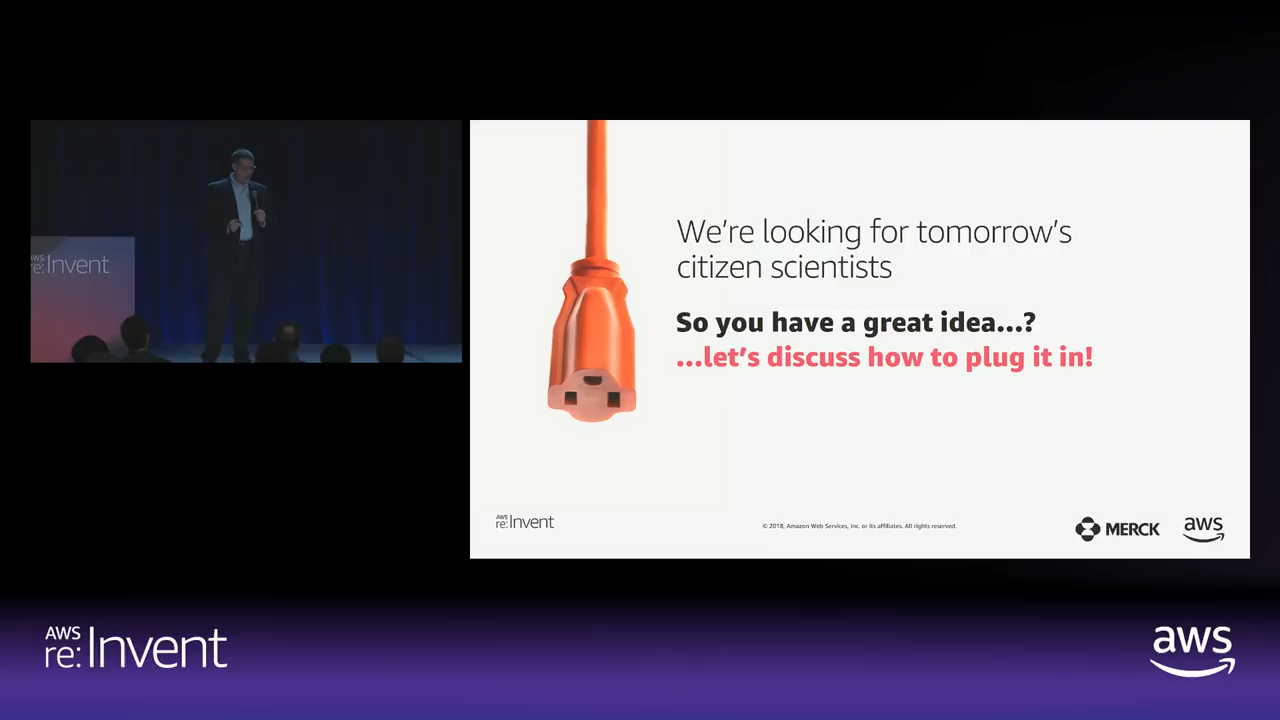 AWS
re:Invent
We're looking for tomorrow's
citizen scientists
So you have a great idea...?
...let's discuss how to plug it in!
AWS
re:Invent
© 2018, Amazon Web Services, Inc. or its affiliates. All rights reserved.
MERCK
aws
AWS
re:Invent
aws